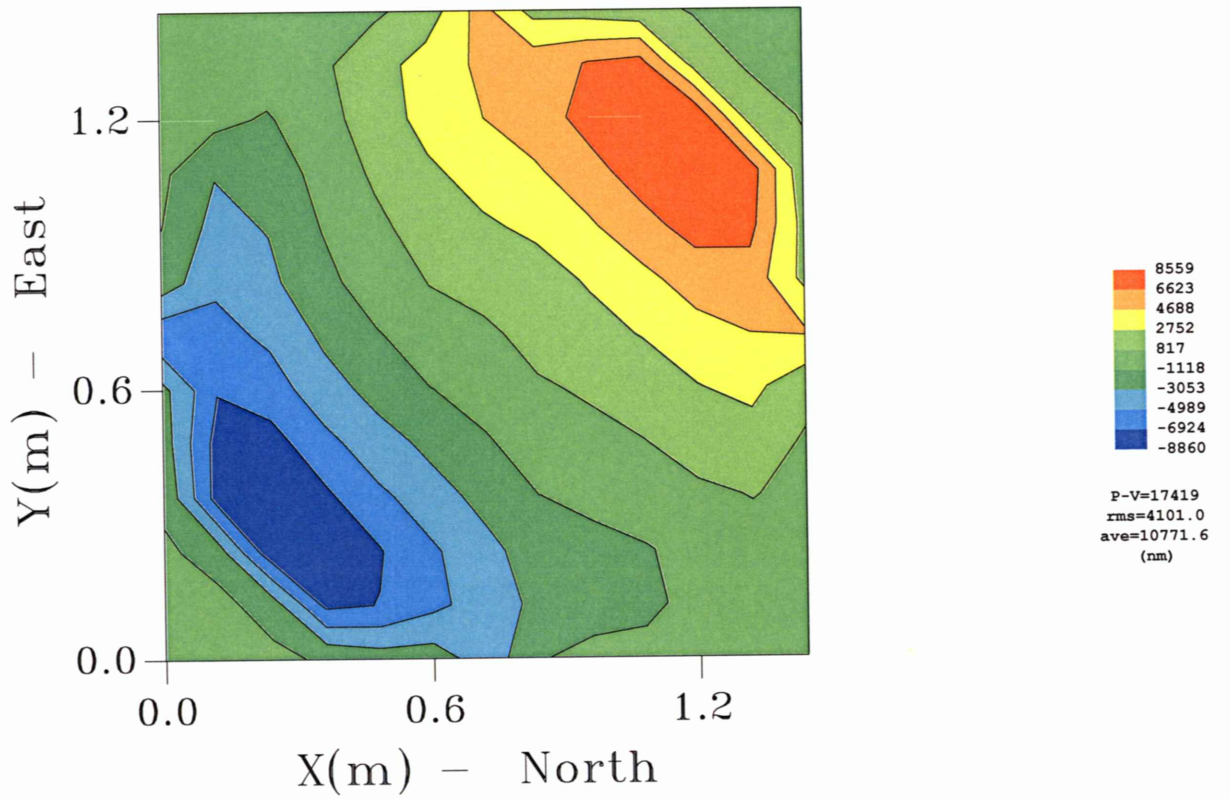 1.2
0.6
0.0
Y(m) — East
0.0 0.6 1.2
X(m) — North
8559
6623
4688
2752
817
-1118
-3053
-4989
-6924
-8860
P-V=17419
rms=4101.0
ave=10771.6
(nm)